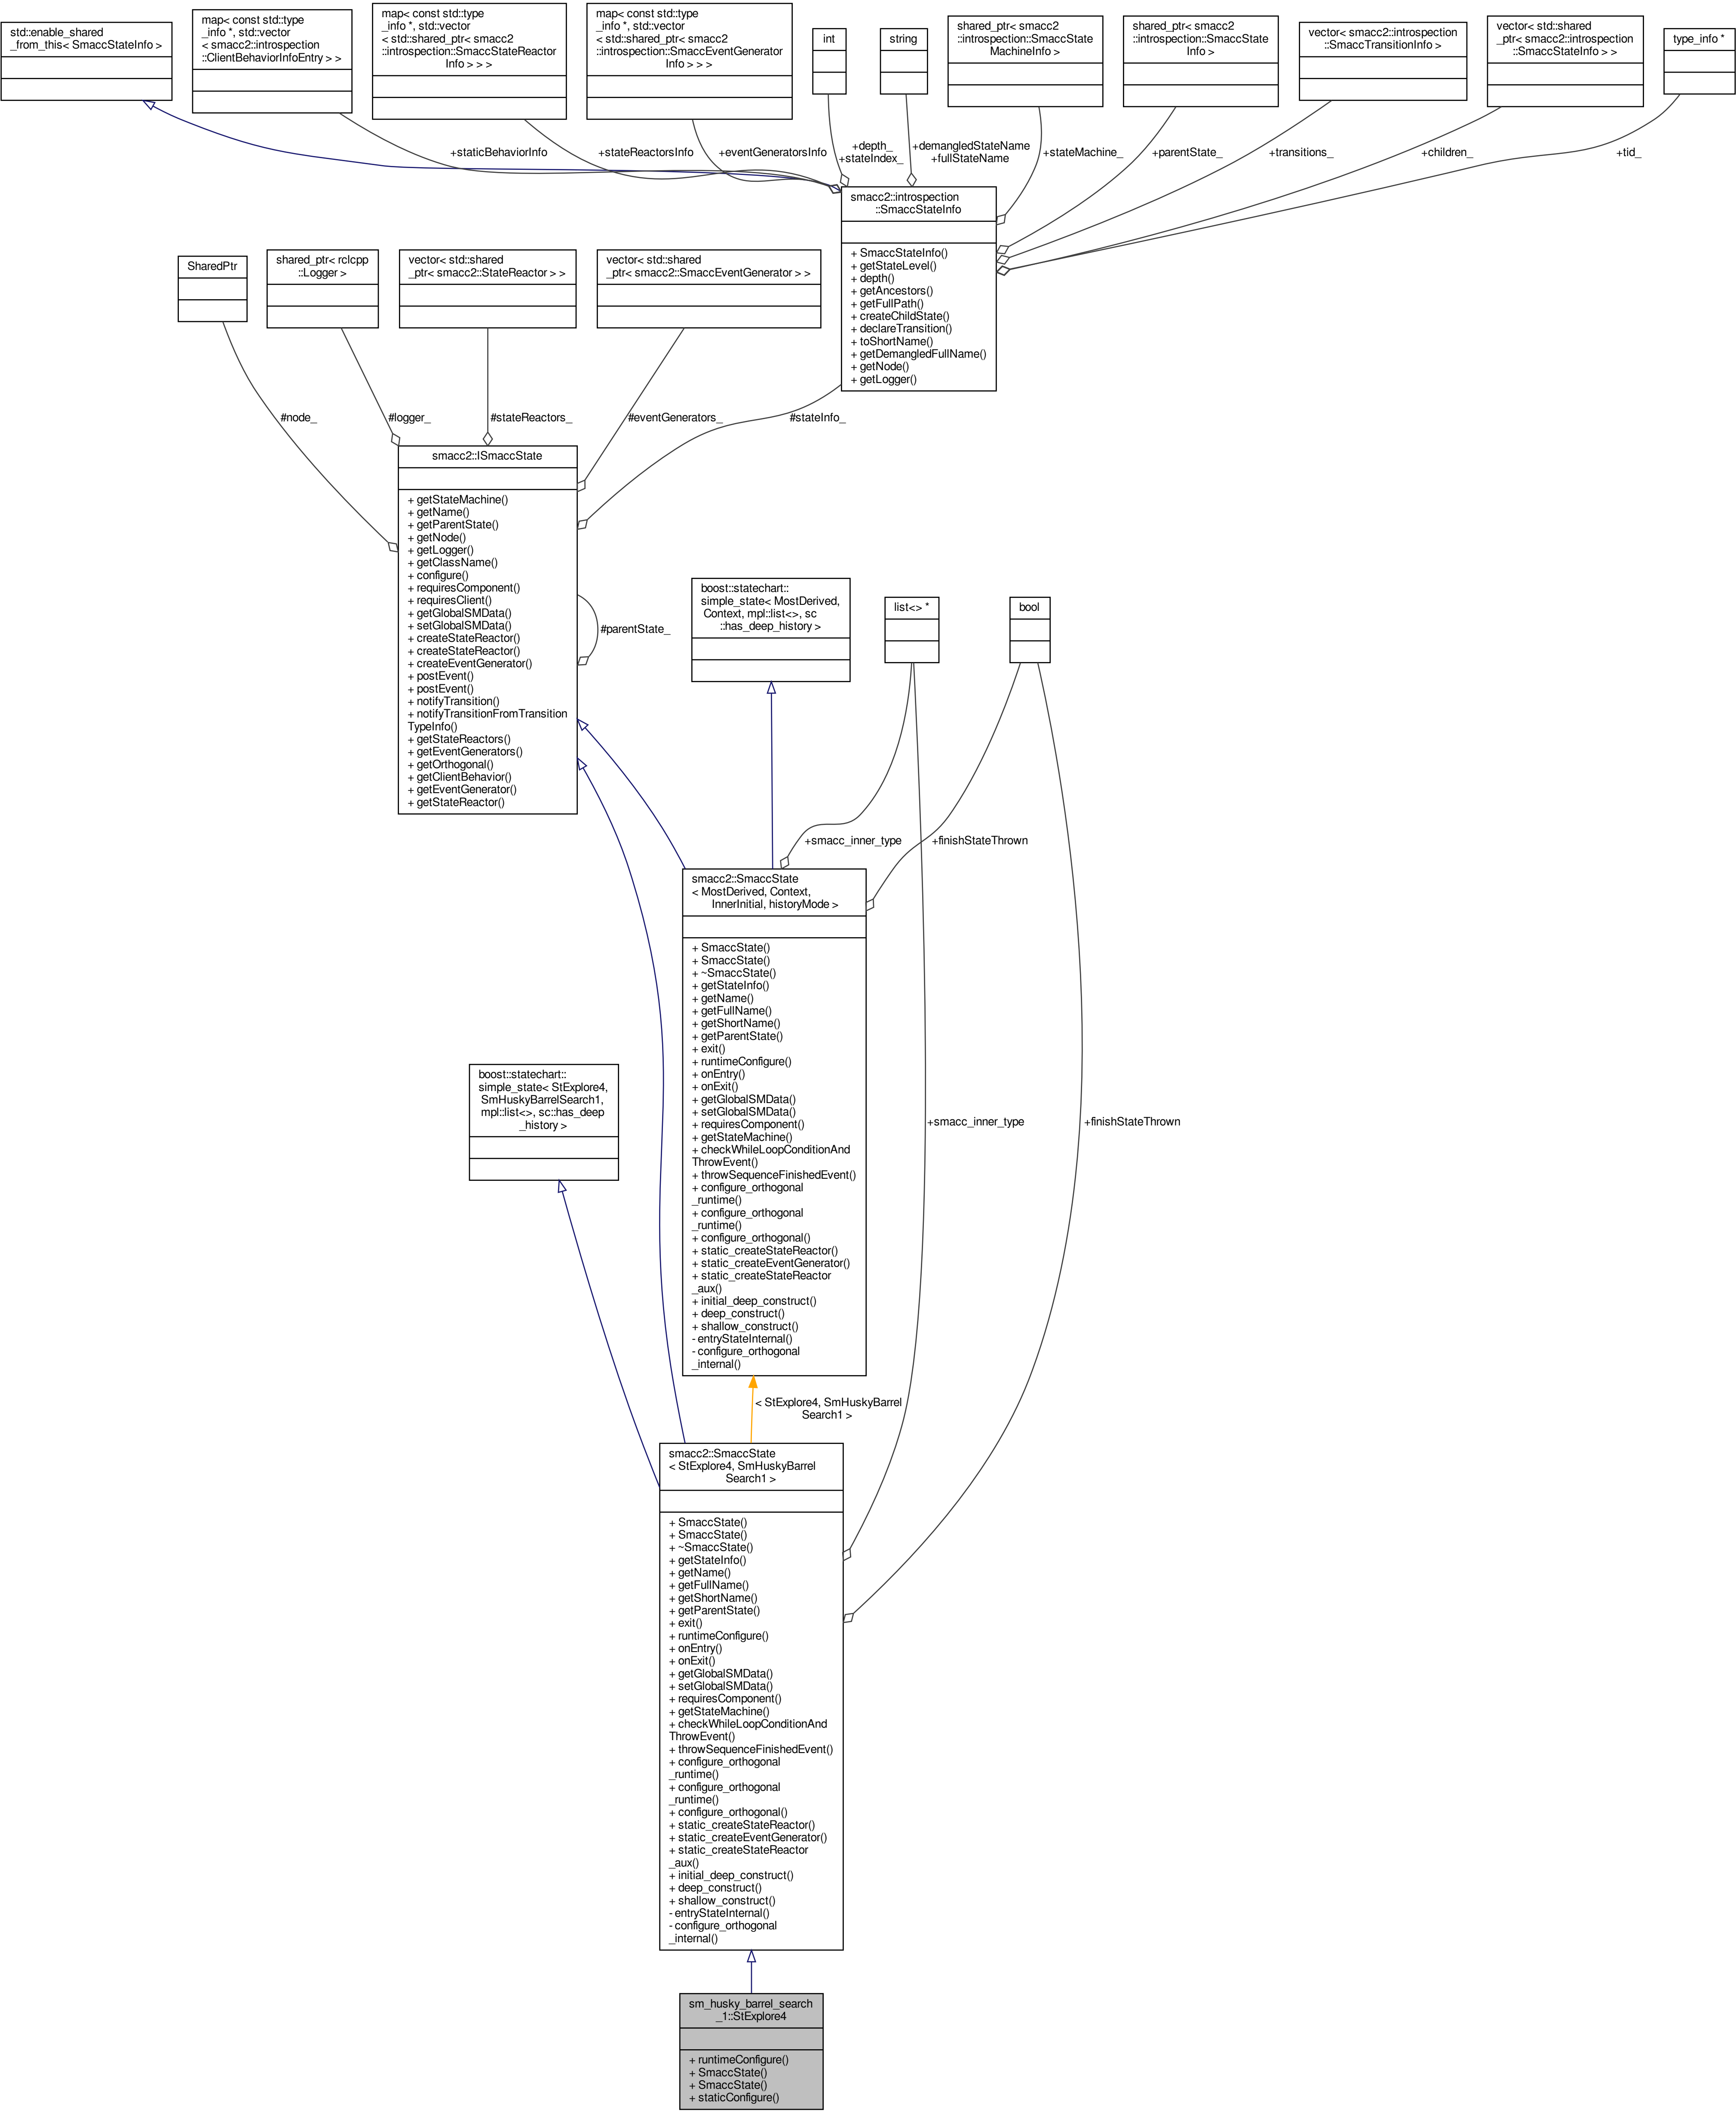 std::enable_shared
_from_this< SmaccStateInfo >
map< const std::type
_info *, std::vector
< smacc2::introspection
::ClientBehaviorInfoEntry > >
map< const std::type
_info *, std::vector
< std::shared_ptr< smacc2
::introspection::SmaccStateReactor
Info > > >
map< const std::type
_info *, std::vector
< std::shared_ptr< smacc2
::introspection::SmaccEventGenerator
Info > > >
int
string
shared_ptr< smacc2
::introspection::SmaccState
MachineInfo >
shared_ptr< smacc2
::introspection::SmaccState
Info >
vector< smacc2::introspection
::SmaccTransitionInfo >
vector< std::shared
_ptr< smacc2::introspection
::SmaccStateInfo > >
type_info *
+staticBehaviorInfo
+stateReactorsInfo
+eventGeneratorsInfo
+depth_
+stateIndex_
+demangledStateName
+fullStateName
+stateMachine_
+parentState_
+transitions_
+children_
+tid_
smacc2::introspection
::SmaccStateInfo
+ SmaccStateInfo()
+ getStateLevel()
+ depth()
+ getAncestors()
+ getFullPath()
+ createChildState()
+ declareTransition()
+ toShortName()
+ getDemangledFullName()
+ getNode()
+ getLogger()
SharedPtr
shared_ptr< rclcpp
::Logger >
vector< std::shared
_ptr< smacc2::StateReactor > >
vector< std::shared
_ptr< smacc2::SmaccEventGenerator > >
#node_
#logger_
#stateReactors_
#eventGenerators_
#stateInfo_
smacc2::ISmaccState
+ getStateMachine()
+ getName()
+ getParentState()
+ getNode()
+ getLogger()
+ getClassName()
+ configure()
+ requiresComponent()
+ requiresClient()
+ getGlobalSMData()
+ setGlobalSMData()
+ createStateReactor()
+ createStateReactor()
+ createEventGenerator()
+ postEvent()
+ postEvent()
+ notifyTransition()
+ notifyTransitionFromTransition
TypeInfo()
+ getStateReactors()
+ getEventGenerators()
+ getOrthogonal()
+ getClientBehavior()
+ getEventGenerator()
+ getStateReactor()
#parentState_
boost::statechart::
simple_state< MostDerived,
Context, mpl::list<>, sc
::has_deep_history >
list<> *
bool
+smacc_inner_type
+finishStateThrown
smacc2::SmaccState
< MostDerived, Context,
InnerInitial, historyMode >
+ SmaccState()
+ SmaccState()
+ ~SmaccState()
+ getStateInfo()
+ getName()
+ getFullName()
+ getShortName()
+ getParentState()
+ exit()
+ runtimeConfigure()
+ onEntry()
+ onExit()
+ getGlobalSMData()
+ setGlobalSMData()
+ requiresComponent()
+ getStateMachine()
+ checkWhileLoopConditionAnd
ThrowEvent()
+ throwSequenceFinishedEvent()
+ configure_orthogonal
_runtime()
+ configure_orthogonal
_runtime()
+ configure_orthogonal()
+ static_createStateReactor()
+ static_createEventGenerator()
+ static_createStateReactor
_aux()
+ initial_deep_construct()
+ deep_construct()
+ shallow_construct()
- entryStateInternal()
- configure_orthogonal
_internal()
boost::statechart::
simple_state< StExplore4,
SmHuskyBarrelSearch1,
mpl::list<>, sc::has_deep
_history >
+smacc_inner_type
+finishStateThrown
< StExplore4, SmHuskyBarrel
Search1 >
smacc2::SmaccState
< StExplore4, SmHuskyBarrel
Search1 >
+ SmaccState()
+ SmaccState()
+ ~SmaccState()
+ getStateInfo()
+ getName()
+ getFullName()
+ getShortName()
+ getParentState()
+ exit()
+ runtimeConfigure()
+ onEntry()
+ onExit()
+ getGlobalSMData()
+ setGlobalSMData()
+ requiresComponent()
+ getStateMachine()
+ checkWhileLoopConditionAnd
ThrowEvent()
+ throwSequenceFinishedEvent()
+ configure_orthogonal
_runtime()
+ configure_orthogonal
_runtime()
+ configure_orthogonal()
+ static_createStateReactor()
+ static_createEventGenerator()
+ static_createStateReactor
_aux()
+ initial_deep_construct()
+ deep_construct()
+ shallow_construct()
- entryStateInternal()
- configure_orthogonal
_internal()
sm_husky_barrel_search
_1::StExplore4
+ runtimeConfigure()
+ SmaccState()
+ SmaccState()
+ staticConfigure()